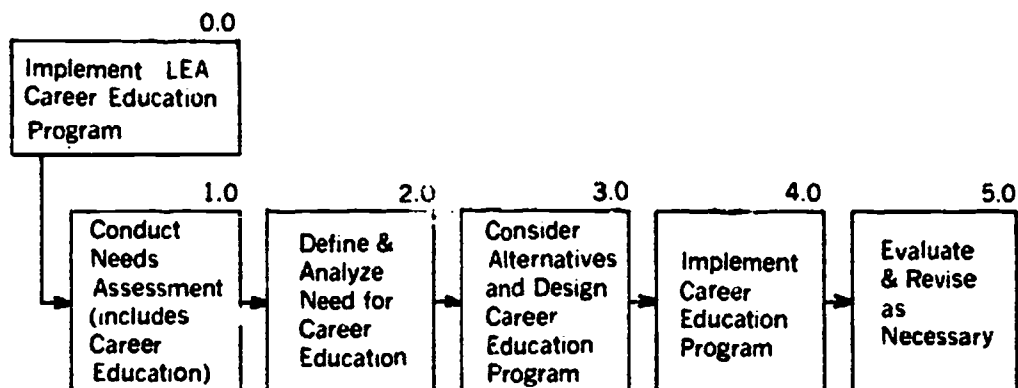 0.0
Implement LEA
Career Education
Program
1.0
Conduct
Needs
Assessment
(includes
Career
Education)
2.0
Define &
Analyze
Need for
Career
Education
3.0
Consider
Alternatives
and Design
Career
Education
Program
4.0
Implement
Career
Education
Program
5.0
Evaluate
& Revise
as
Necessary